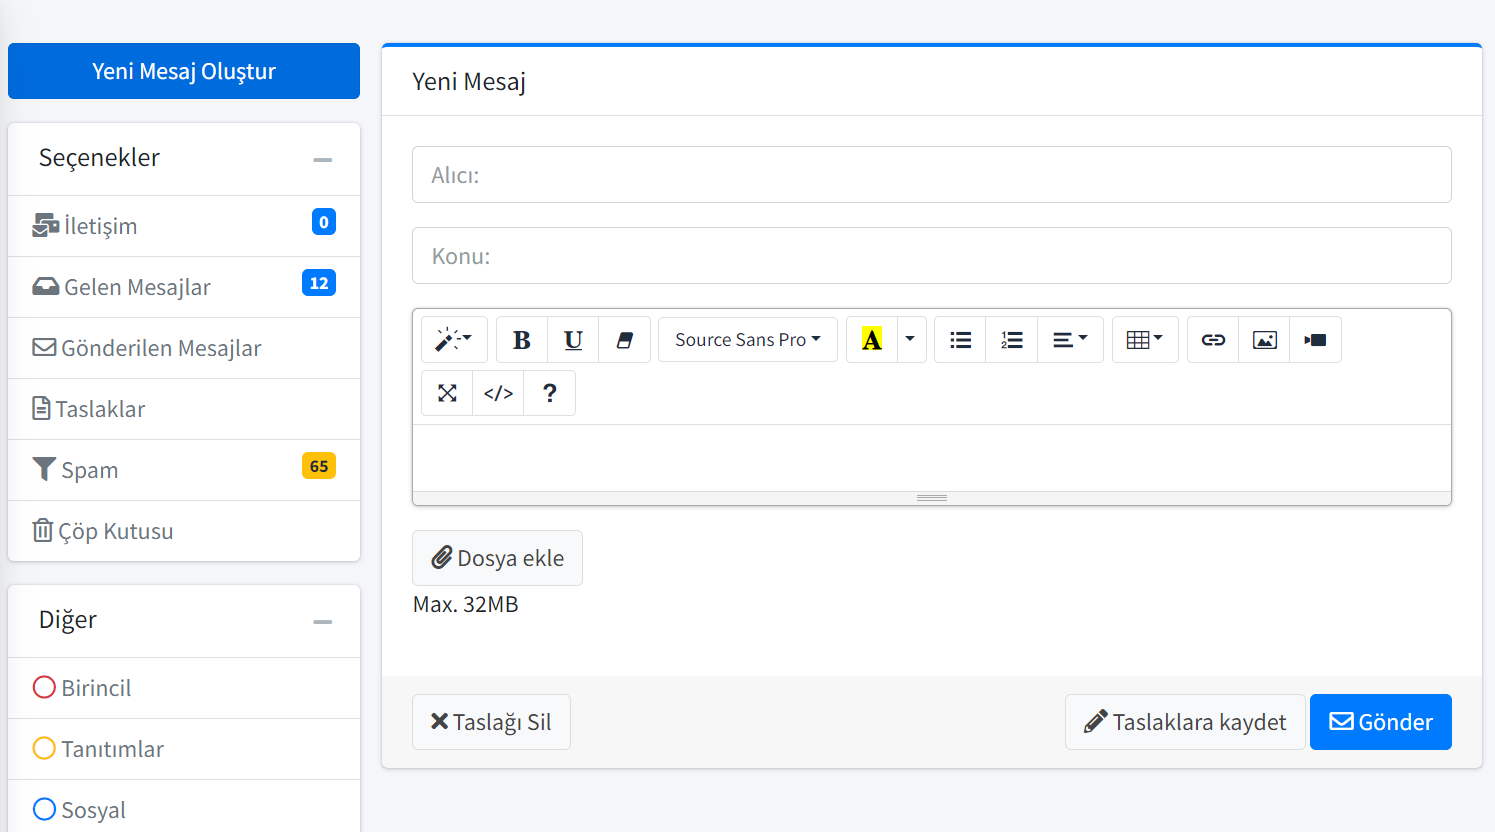 Yeni Mesaj Oluştur
Seçenekler
İletişim 0
Gelen Mesajlar 12
Gönderilen Mesajlar
Taslaklar
Spam 65
Çöp Kutusu
Diğer
Birincil
Tanıtımlar
Sosyal
Yeni Mesaj
Alıcı:
Konu:
B U Source Sans Pro A
</> ?
Dosya ekle
Max. 32MB
Taslağı Sil Taslaklara kaydet Gönder